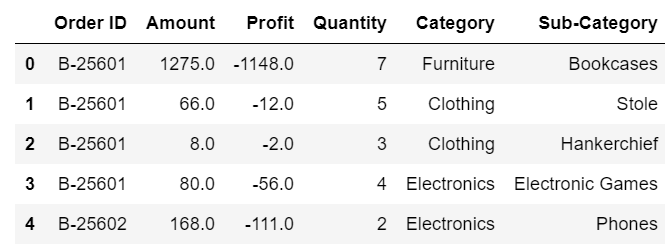 Order ID Amount Profit Quantity Category Sub-Category
0 B-25601 1275.0 -1148.0 7 Furniture Bookcases
1 B-25601 66.0 -12.0 5 Clothing Stole
2 B-25601 8.0 -2.0 3 Clothing Hankerchief
3 B-25601 80.0 -56.0 4 Electronics Electronic Games
4 B-25602 168.0 -111.0 2 Electronics Phones